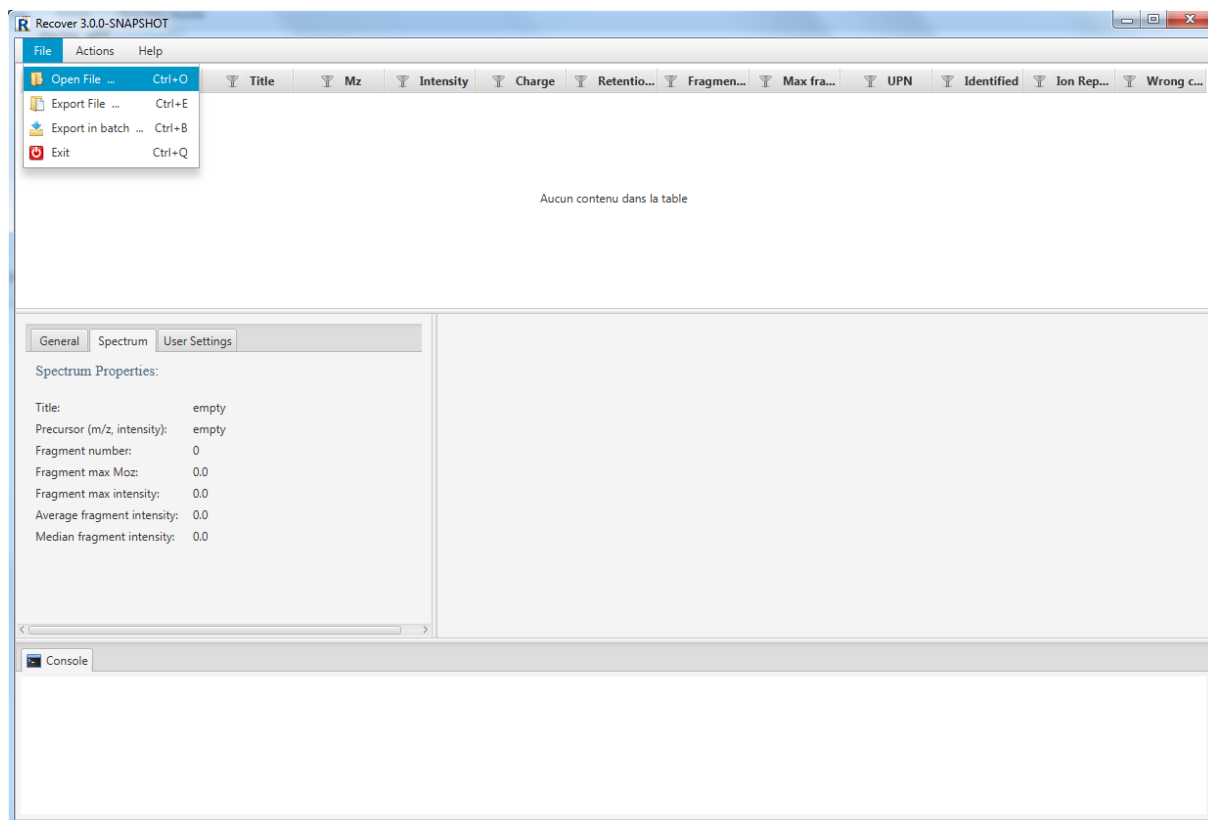 Recover 3.0.0-SNAPSHOT
File Actions Help
Open File ... Ctrl+O
Title Mz Intensity Charge Retentio... Fragmen... Max fra... UPN Identified Ion Rep... Wrong c...
Export File ... Ctrl+E
Export in batch ... Ctrl+B
Exit Ctrl+Q
Aucun contenu dans la table
General Spectrum User Settings
Spectrum Properties:
Title: empty
Precursor (m/z, intensity): empty
Fragment number: 0
Fragment max Moz: 0.0
Fragment max intensity: 0.0
Average fragment intensity: 0.0
Median fragment intensity: 0.0
Console